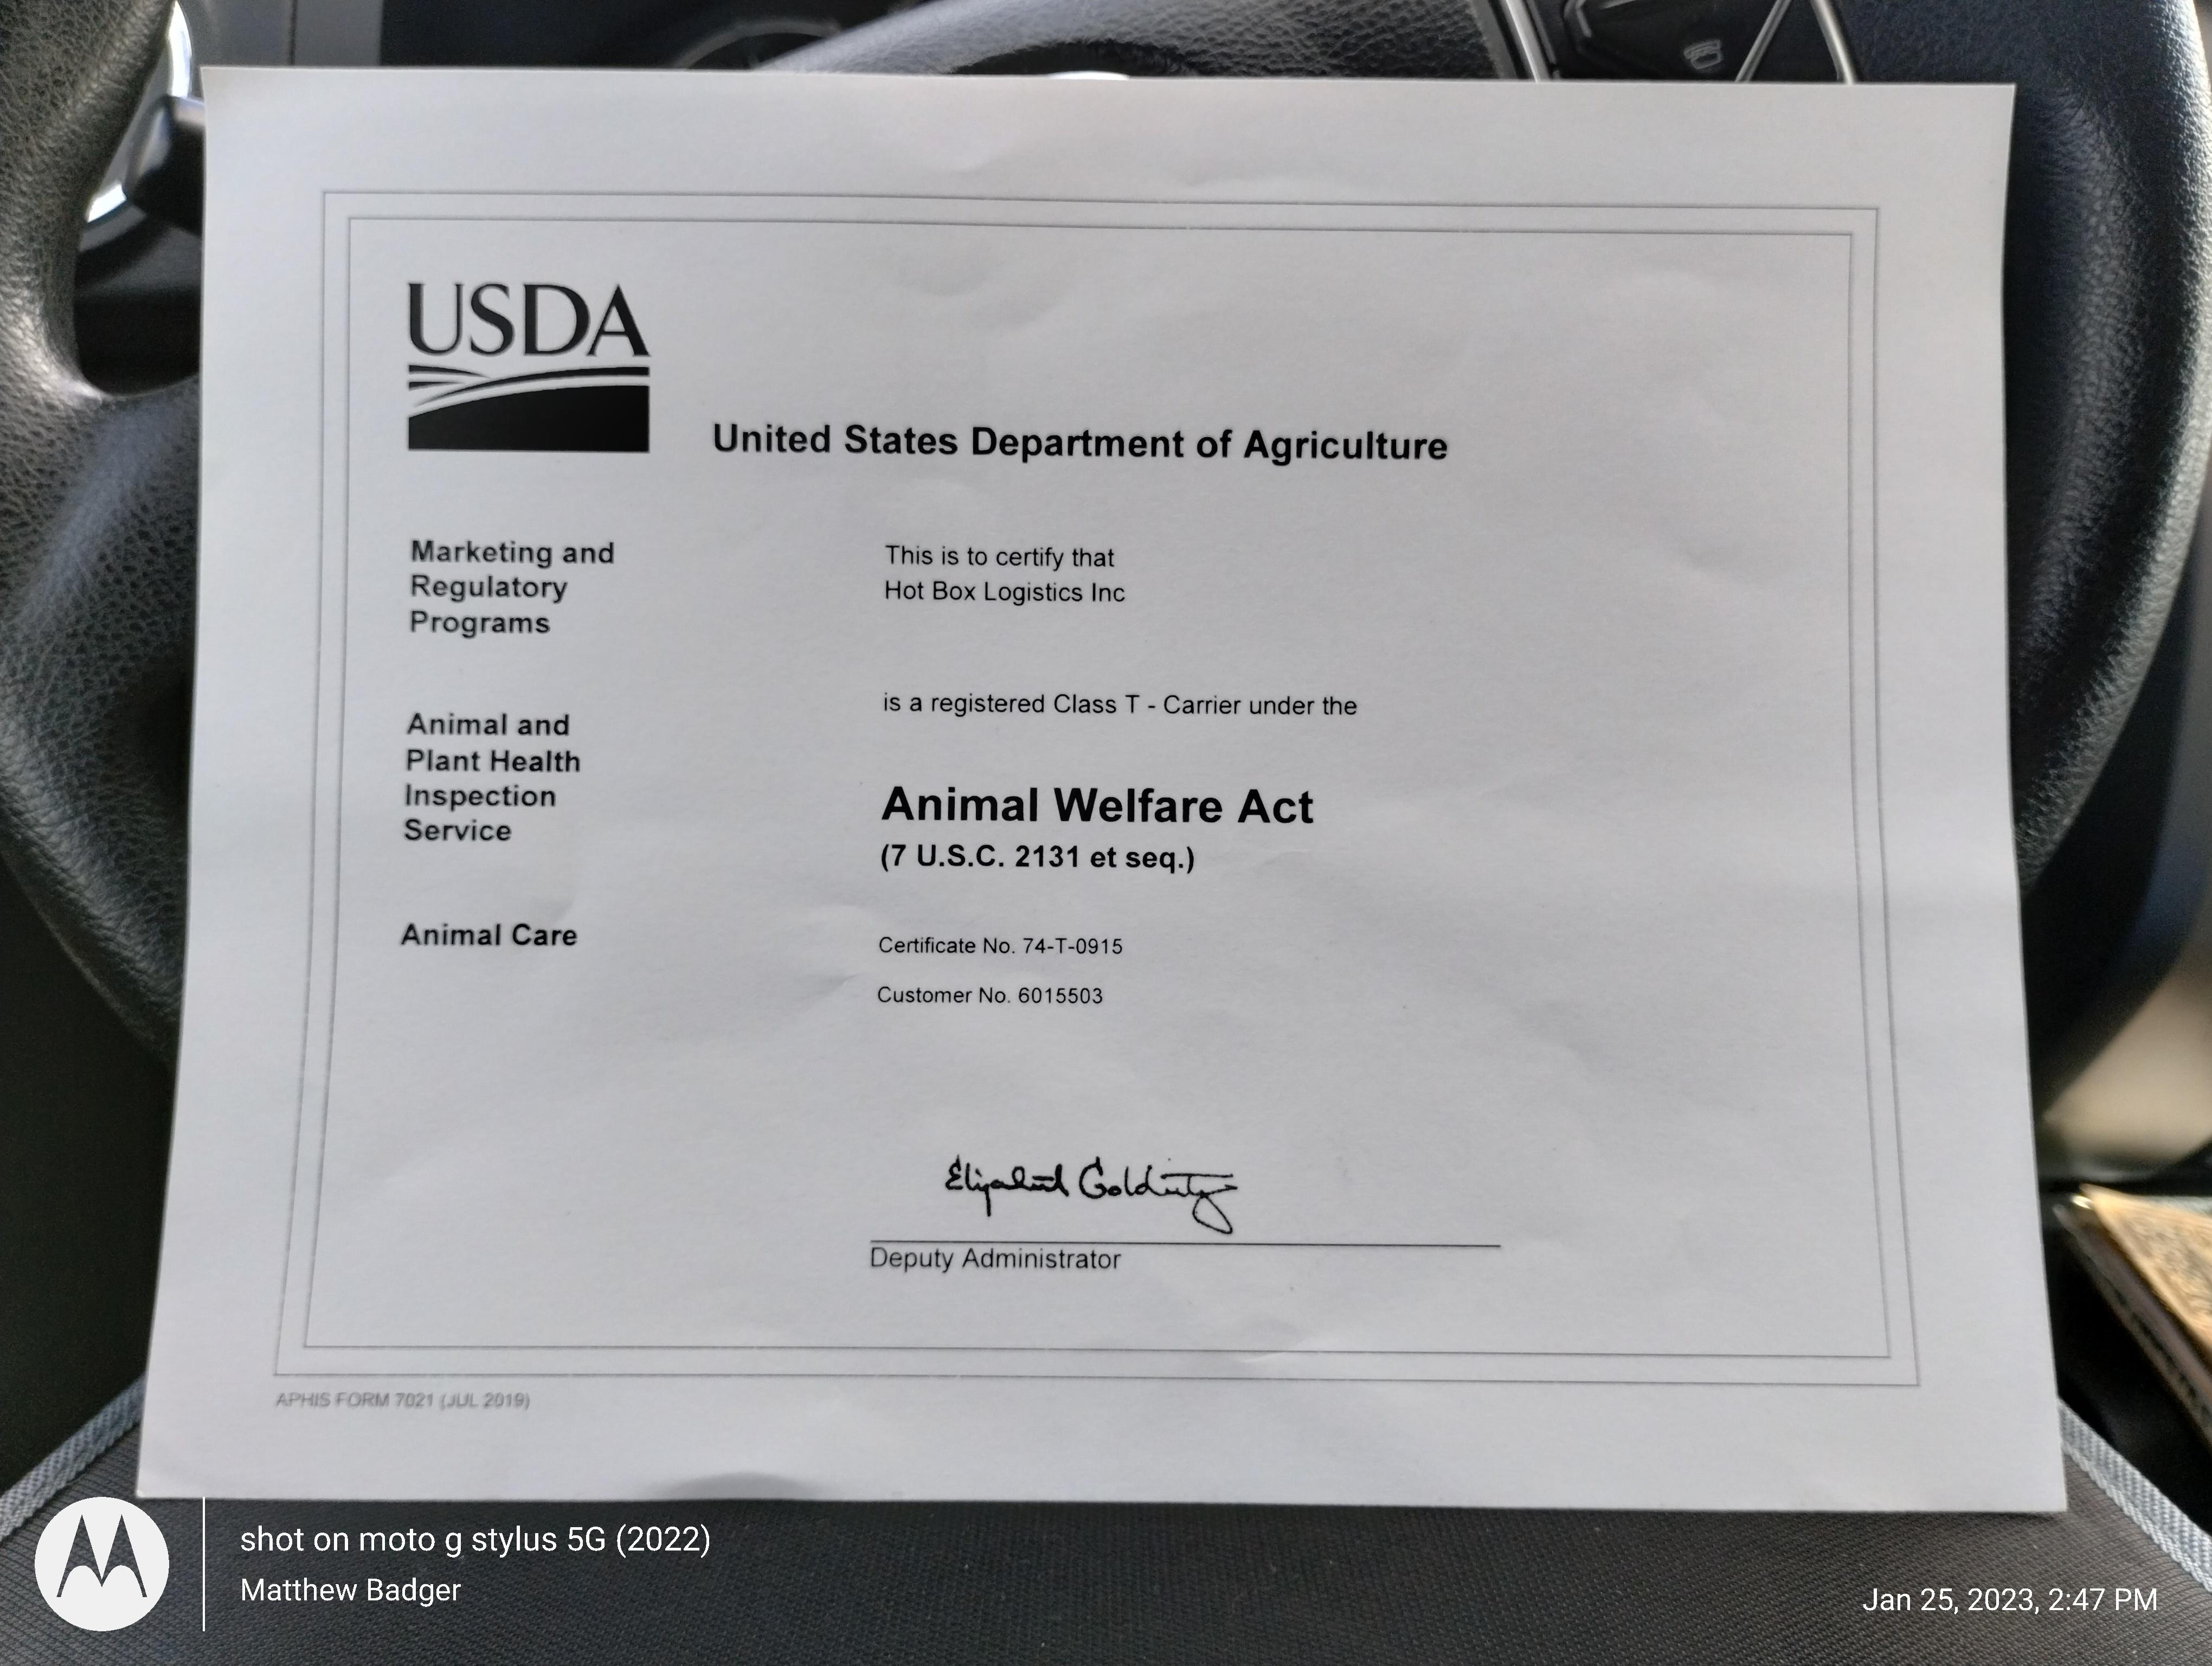 USDA
United States Department of Agriculture
Marketing and
Regulatory
Programs
Animal and
Plant Health
Inspection
Service
Animal Care
This is to certify that
Hot Box Logistics Inc
is a registered Class T - Carrier under the
Animal Welfare Act
(7 U.S.C. 2131 et seq.)
Certificate No. 74-T-0915
Customer No. 6015503
Elizabeth Goldentyer
Deputy Administrator
APHIS FORM 7021 (JUL 2019)
shot on moto g stylus 5G (2022)
Matthew Badger
Jan 25, 2023, 2:47 PM